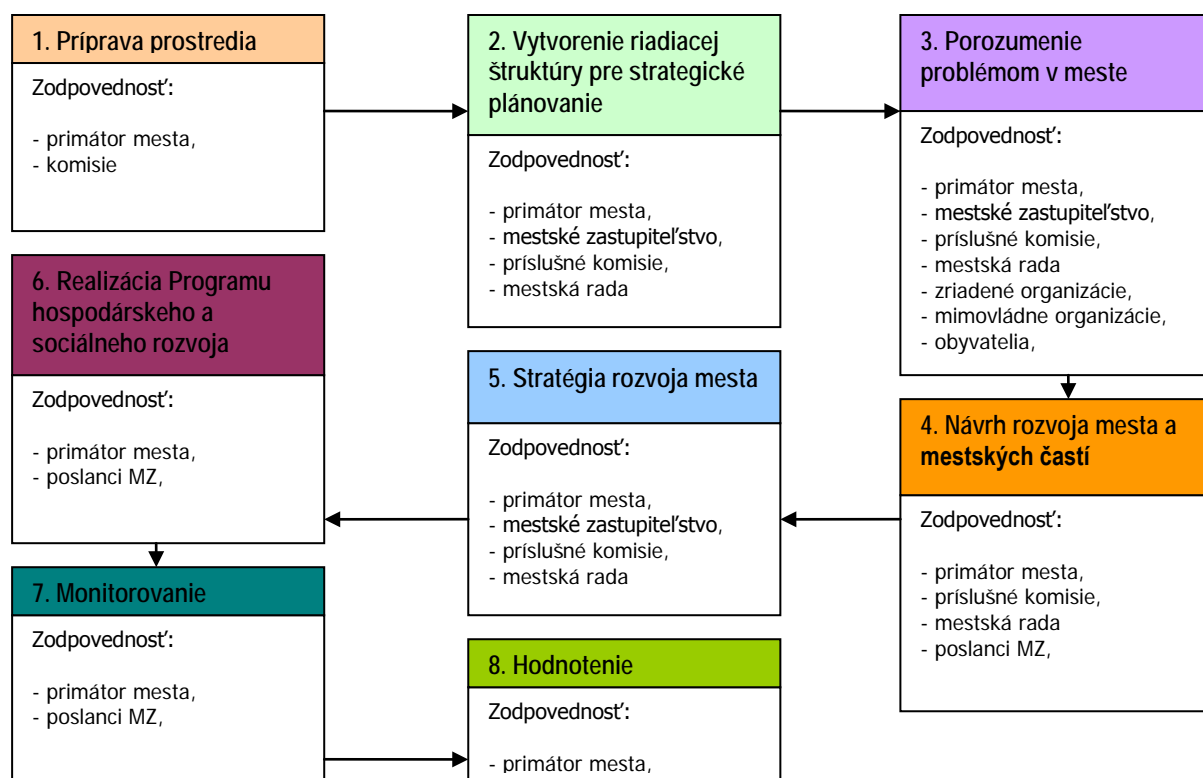 1. Príprava prostredia
Zodpovednosť:
- primátor mesta,
- komisie
2. Vytvorenie riadiacej
štruktúry pre strategické
plánovanie
Zodpovednosť:
- primátor mesta,
- mestské zastupiteľstvo,
- príslušné komisie,
- mestská rada
3. Porozumenie
problémom v meste
Zodpovednosť:
- primátor mesta,
- mestské zastupiteľstvo,
- príslušné komisie,
- mestská rada
- zriadené organizácie,
- mimovládne organizácie,
- obyvatelia,
4. Návrh rozvoja mesta a
mestských častí
Zodpovednosť:
- primátor mesta,
- príslušné komisie,
- mestská rada
- poslanci MZ,
5. Stratégia rozvoja mesta
Zodpovednosť:
- primátor mesta,
- mestské zastupiteľstvo,
- príslušné komisie,
- mestská rada
6. Realizácia Programu
hospodárskeho a
sociálneho rozvoja
Zodpovednosť:
- primátor mesta,
- poslanci MZ,
7. Monitorovanie
Zodpovednosť:
- primátor mesta,
- poslanci MZ,
8. Hodnotenie
Zodpovednosť:
- primátor mesta,